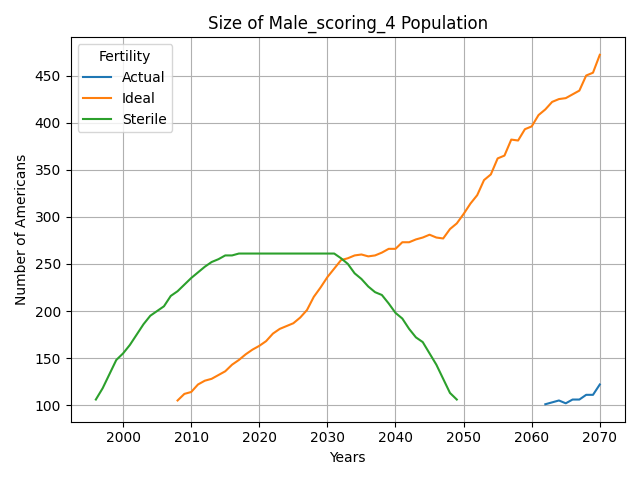 Size of Male_scoring_4 Population
Fertility
Actual
Ideal
Sterile
Number of Americans
450
400
350
300
250
200
150
100
2000 2010 2020 2030 2040 2050 2060 2070
Years